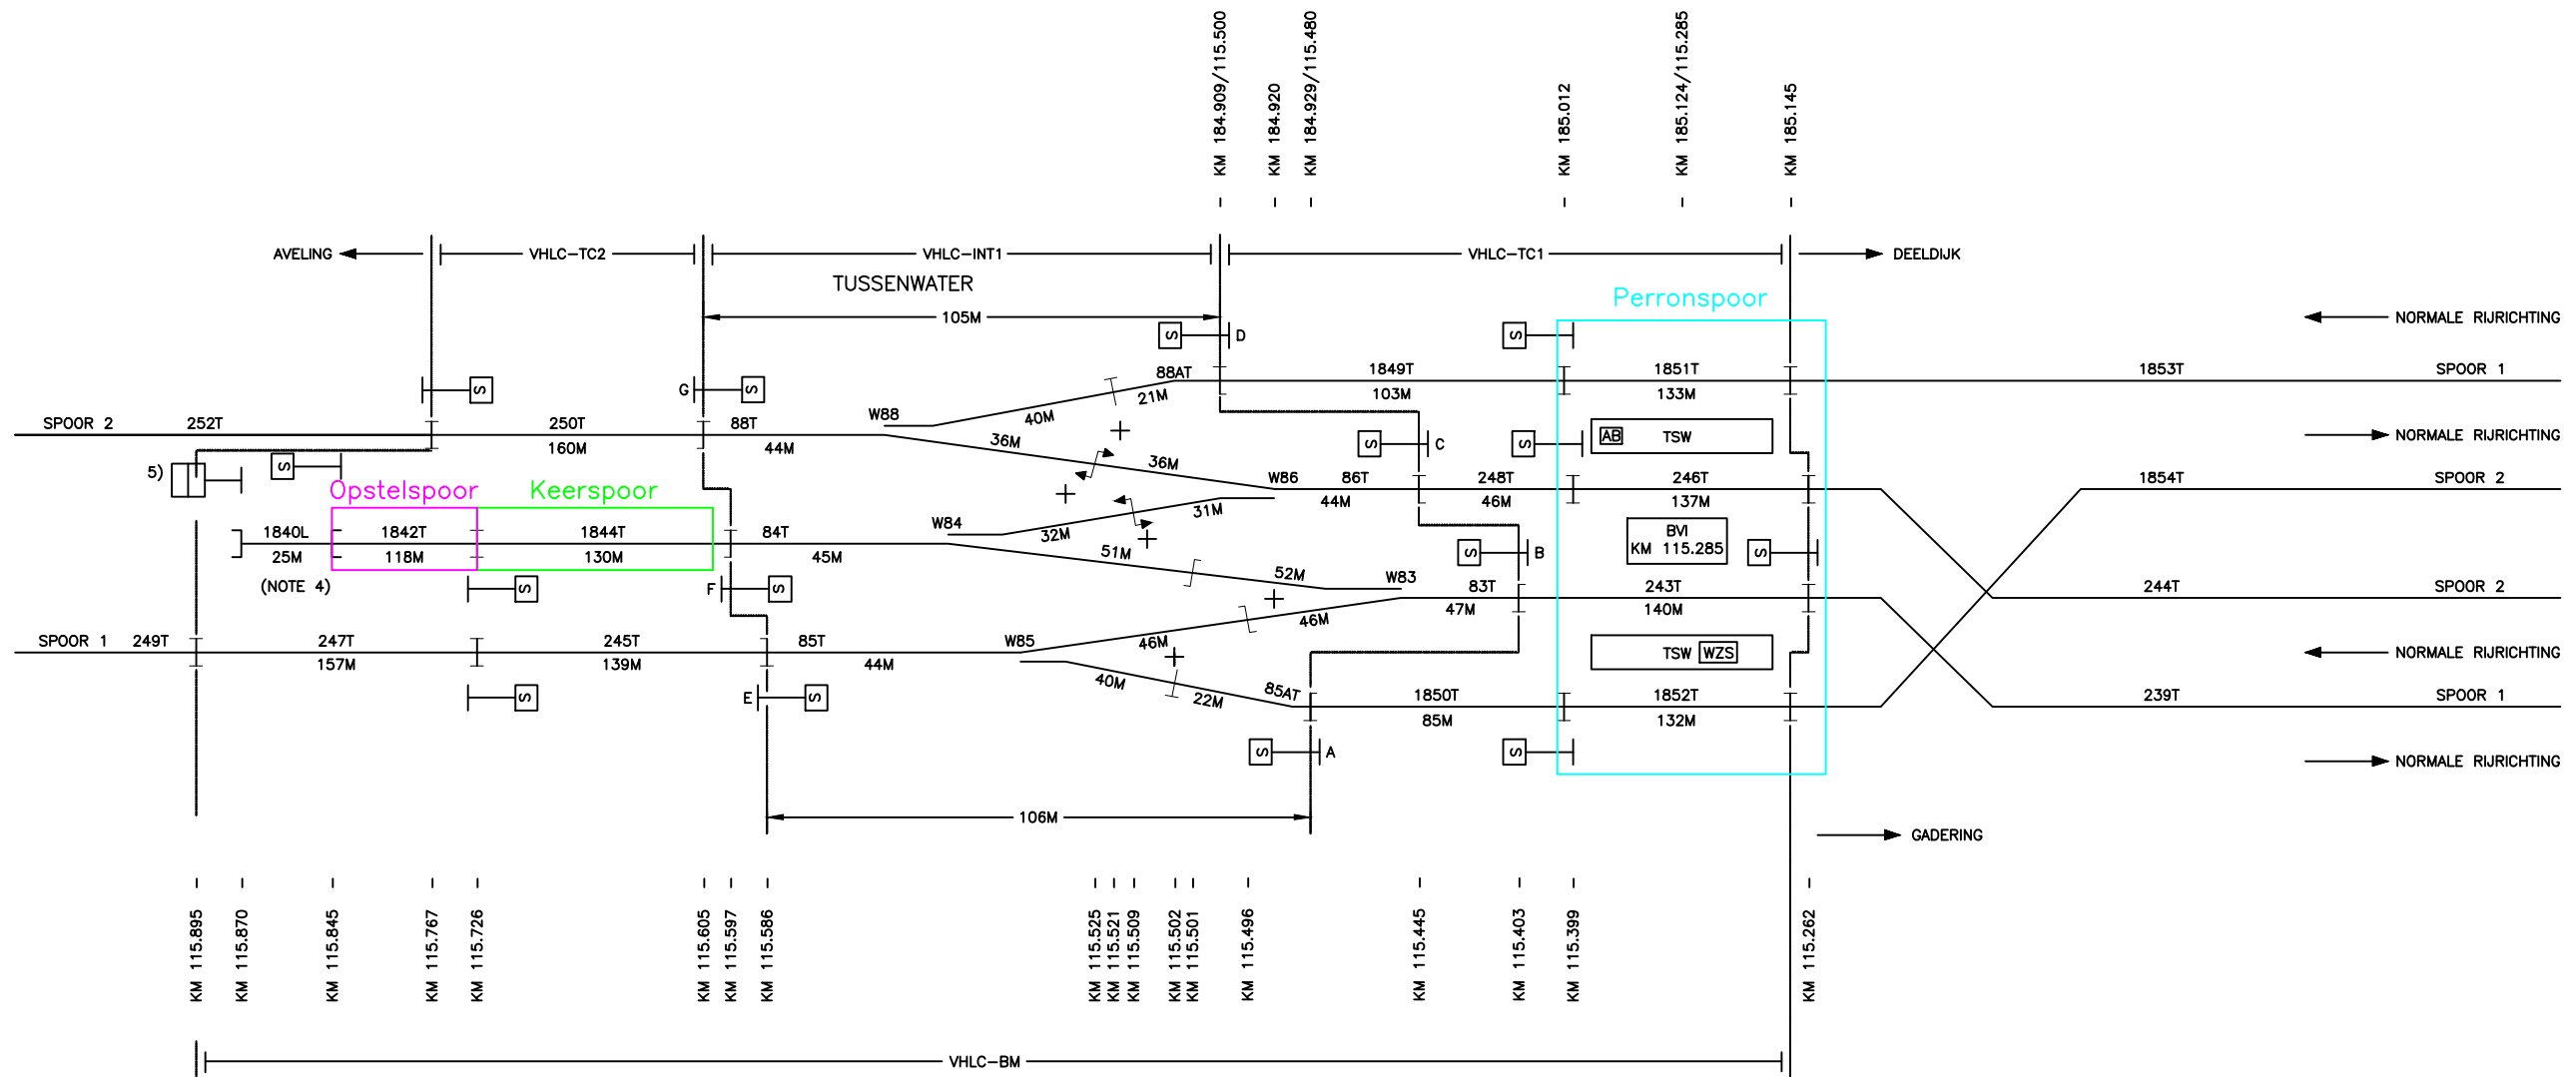 KM 184.909/115.500
KM 184.920
KM 184.929/115.480
KM 185.012
KM 185.124/115.285
KM 185.145
AVELING
VHLC-TC2
VHLC-INT1
VHLC-TC1
DEELDIJK
TUSSENWATER
Perronspoor
105M
NORMALE RIJRICHTING
S
D
S
88AT
1849T
1851T
1853T
SPOOR 1
G
S
S
21M
103M
133M
40M
SPOOR 2
252T
250T
88T
W88
AB
TSW
NORMALE RIJRICHTING
160M
44M
36M
S
C
S
5)
S
36M
W86
86T
248T
246T
1854T
SPOOR 2
Opstelspoor
Keerspoor
44M
46M
137M
31M
1840L
1842T
1844T
84T
W84
32M
BVI
KM 115.285
25M
118M
130M
45M
51M
S
B
S
(NOTE 4)
S
F
S
52M
W83
83T
243T
244T
SPOOR 2
47M
140M
46M
SPOOR 1
249T
247T
245T
85T
W85
46M
TSW
WZS
NORMALE RIJRICHTING
157M
139M
44M
40M
85AT
1850T
1852T
239T
SPOOR 1
S
E
S
22M
85M
132M
S
A
S
NORMALE RIJRICHTING
106M
GADERING
KM 115.895
KM 115.870
KM 115.845
KM 115.767
KM 115.726
KM 115.605
KM 115.597
KM 115.586
KM 115.525
KM 115.521
KM 115.509
KM 115.502
KM 115.501
KM 115.496
KM 115.445
KM 115.403
KM 115.399
KM 115.262
VHLC-BM